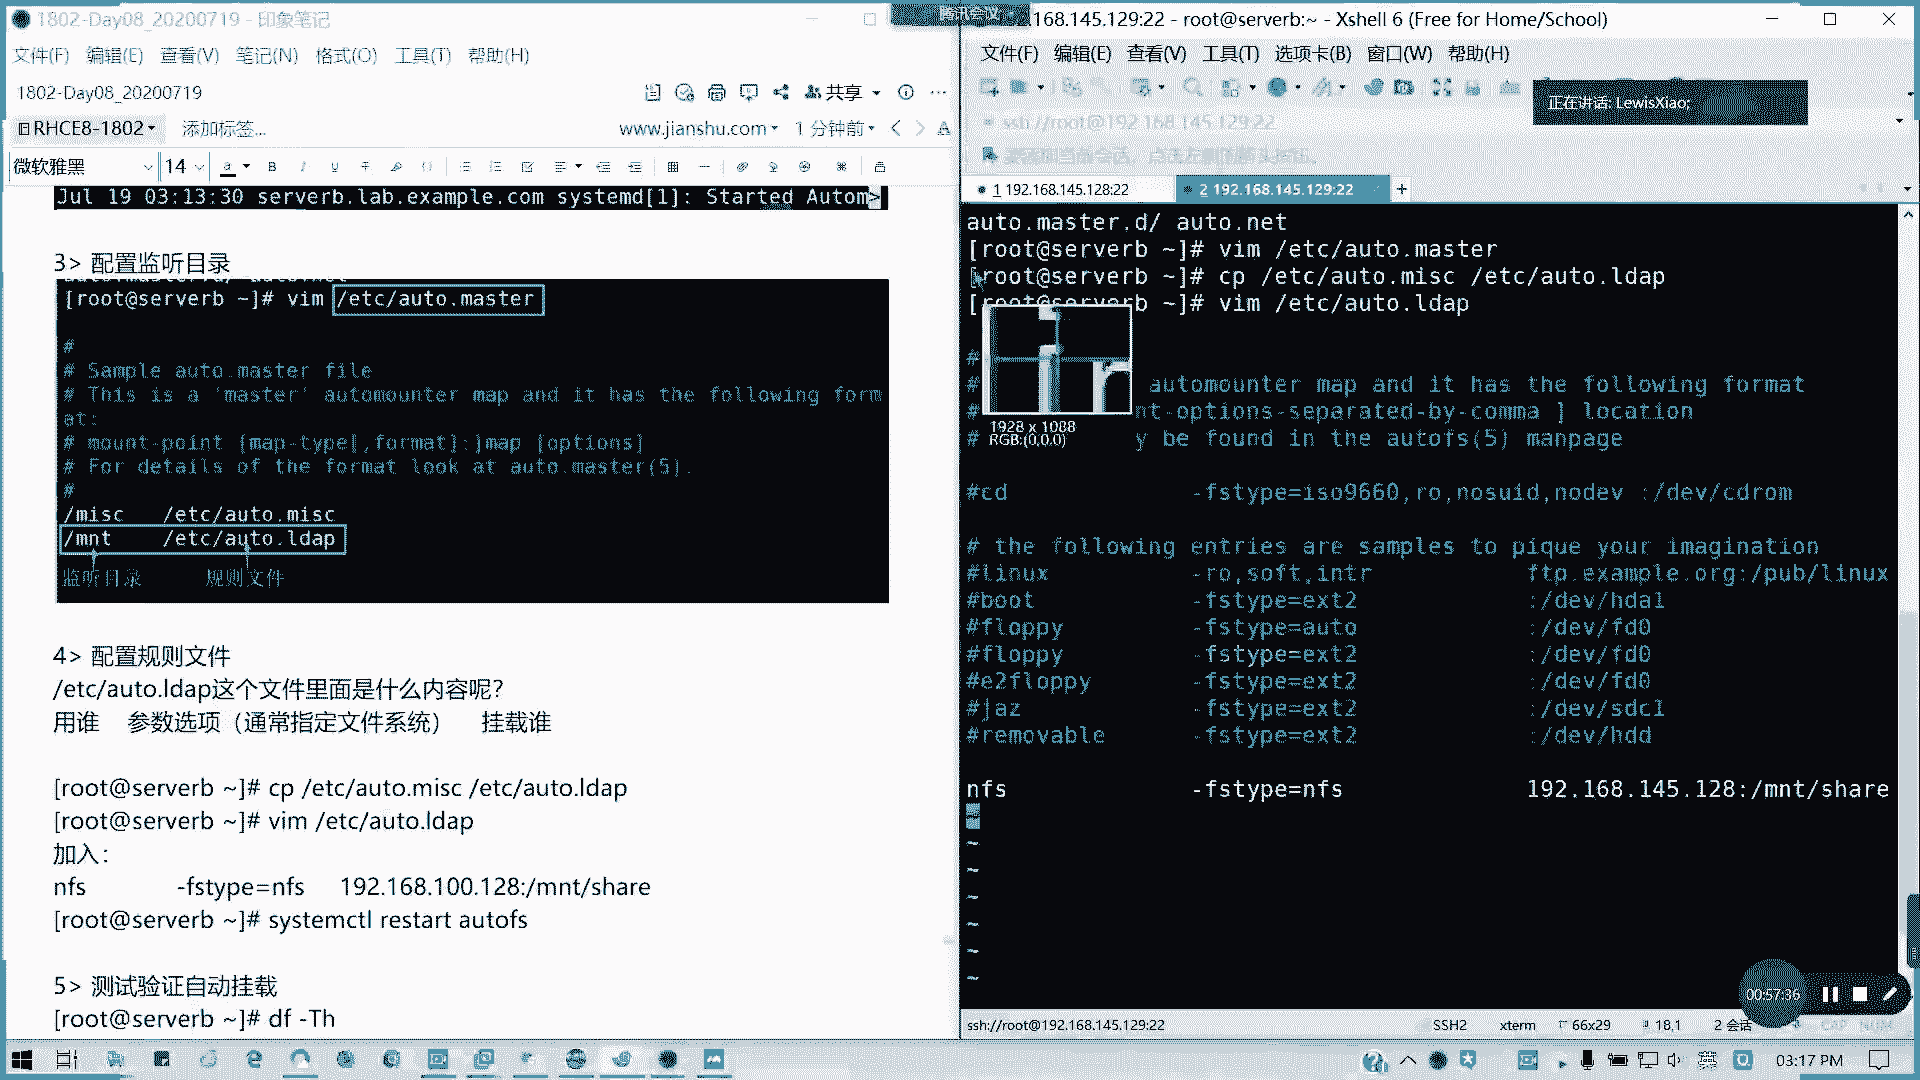 1802-Day08_20200719 - 印象笔记
文件(F) 编辑(E) 查看(V) 笔记(N) 格式(O) 工具(T) 帮助(H)
1802-Day08_20200719
共享
RHCE8-1802 添加标签...
www.jianshu.com 1 分钟前
微软雅黑 14
Jul 19 03:13:30 serverb.lab.example.com systemd[1]: Started Autom>
3> 配置监听目录
[root@serverb ~]# vim /etc/auto.master
#
# Sample auto.master file
# This is a 'master' automounter map and it has the following form
at:
# mount-point [map-type[,format]:]map [options]
# For details of the format look at auto.master(5).
#
/misc /etc/auto.misc
/mnt /etc/auto.ldap
监听目录 规则文件
4> 配置规则文件
/etc/auto.ldap这个文件里面是什么内容呢？
用谁 参数选项（通常指定文件系统） 挂载谁
[root@serverb ~]# cp /etc/auto.misc /etc/auto.ldap
[root@serverb ~]# vim /etc/auto.ldap
加入：
nfs -fstype=nfs 192.168.100.128:/mnt/share
[root@serverb ~]# systemctl restart autofs
5> 测试验证自动挂载
[root@serverb ~]# df -Th
腾讯会议
.168.145.129:22 - root@serverb:~ - Xshell 6 (Free for Home/School)
文件(F) 编辑(E) 查看(V) 工具(T) 选项卡(B) 窗口(W) 帮助(H)
正在讲话: LewisXiao;
ssh://root@192.168.145.129:22
1 192.168.145.128:22
2 192.168.145.129:22
auto.master.d/ auto.net
[root@serverb ~]# vim /etc/auto.master
[root@serverb ~]# cp /etc/auto.misc /etc/auto.ldap
[root@serverb ~]# vim /etc/auto.ldap
#
# automounter map and it has the following format
# nt-options-separated-by-comma ] location
# y be found in the autofs(5) manpage
1928 x 1088
RGB:(0,0,0)
#cd -fstype=iso9660,ro,nosuid,nodev :/dev/cdrom
# the following entries are samples to pique your imagination
#linux -ro,soft,intr ftp.example.org:/pub/linux
#boot -fstype=ext2 :/dev/hda1
#floppy -fstype=auto :/dev/fd0
#floppy -fstype=ext2 :/dev/fd0
#e2floppy -fstype=ext2 :/dev/fd0
#jaz -fstype=ext2 :/dev/sdc1
#removable -fstype=ext2 :/dev/hdd
nfs -fstype=nfs 192.168.145.128:/mnt/share
~
~
~
~
~
~
00:57:36
ssh://root@192.168.145.129:22 SSH2 xterm 66x29 18,1 2 会话 CAP NUM
英 03:17 PM